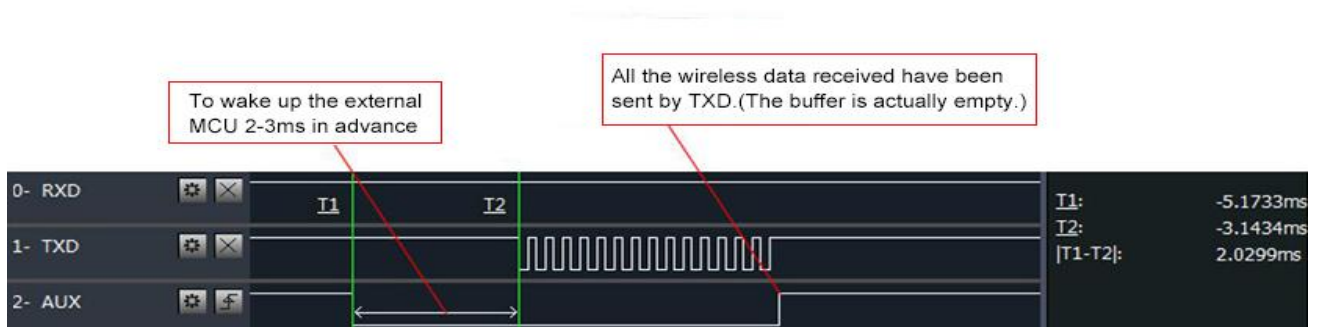 All the wireless data received have been
sent by TXD.(The buffer is actually empty.)
To wake up the external
MCU 2-3ms in advance
0- RXD
T1
T2
T1: -5.1733ms
T2: -3.1434ms
1- TXD
|T1-T2|: 2.0299ms
2- AUX